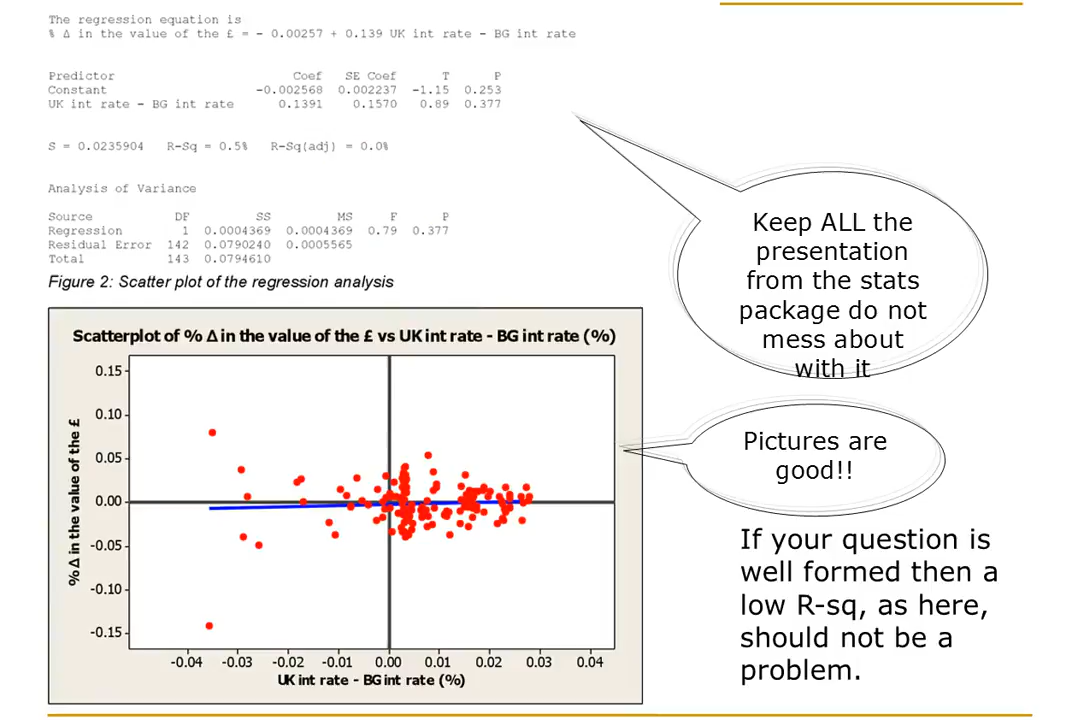 The regression equation is
% Δ in the value of the £ = - 0.00257 + 0.139 UK int rate - BG int rate
Predictor Coef SE Coef T P
Constant -0.002568 0.002237 -1.15 0.253
UK int rate - BG int rate 0.1391 0.1570 0.89 0.377
S = 0.0235904 R-Sq = 0.5% R-Sq(adj) = 0.0%
Analysis of Variance
Source DF SS MS F P
Regression 1 0.0004369 0.0004369 0.79 0.377
Residual Error 142 0.0790240 0.0005565
Total 143 0.0794610
Figure 2: Scatter plot of the regression analysis
Scatterplot of % Δ in the value of the £ vs UK int rate - BG int rate (%)
% Δ in the value of the £
0.15
0.10
0.05
0.00
-0.05
-0.10
-0.15
-0.04 -0.03 -0.02 -0.01 0.00 0.01 0.02 0.03 0.04
UK int rate - BG int rate (%)
Keep ALL the
presentation
from the stats
package do not
mess about
with it
Pictures are
good!!
If your question is
well formed then a
low R-sq, as here,
should not be a
problem.